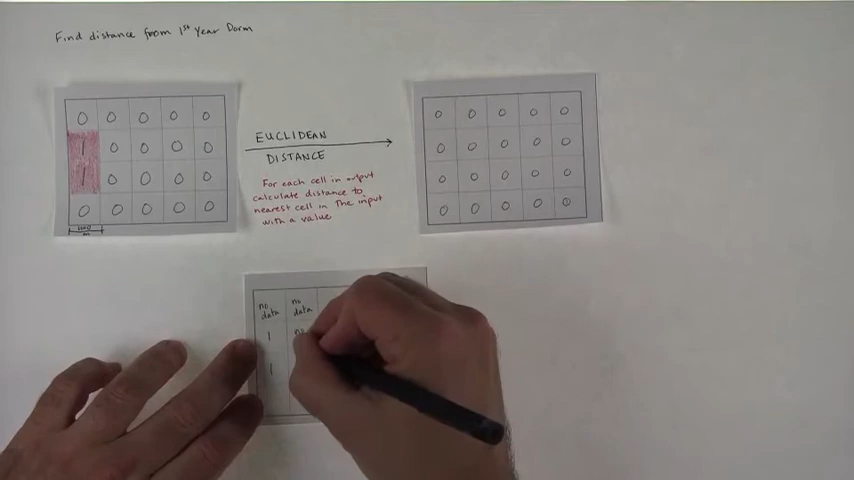 Find distance from 1st Year Dorm
0 0 0 0 0
1 0 0 0 0
1 0 0 0 0
0 0 0 0 0
EUCLIDEAN
DISTANCE
For each cell in output
calculate distance to
nearest cell in the input
with a value
0 0 0 0 0
0 0 0 0 0
0 0 0 0 0
0 0 0 0 0
no data no data
1 no
1